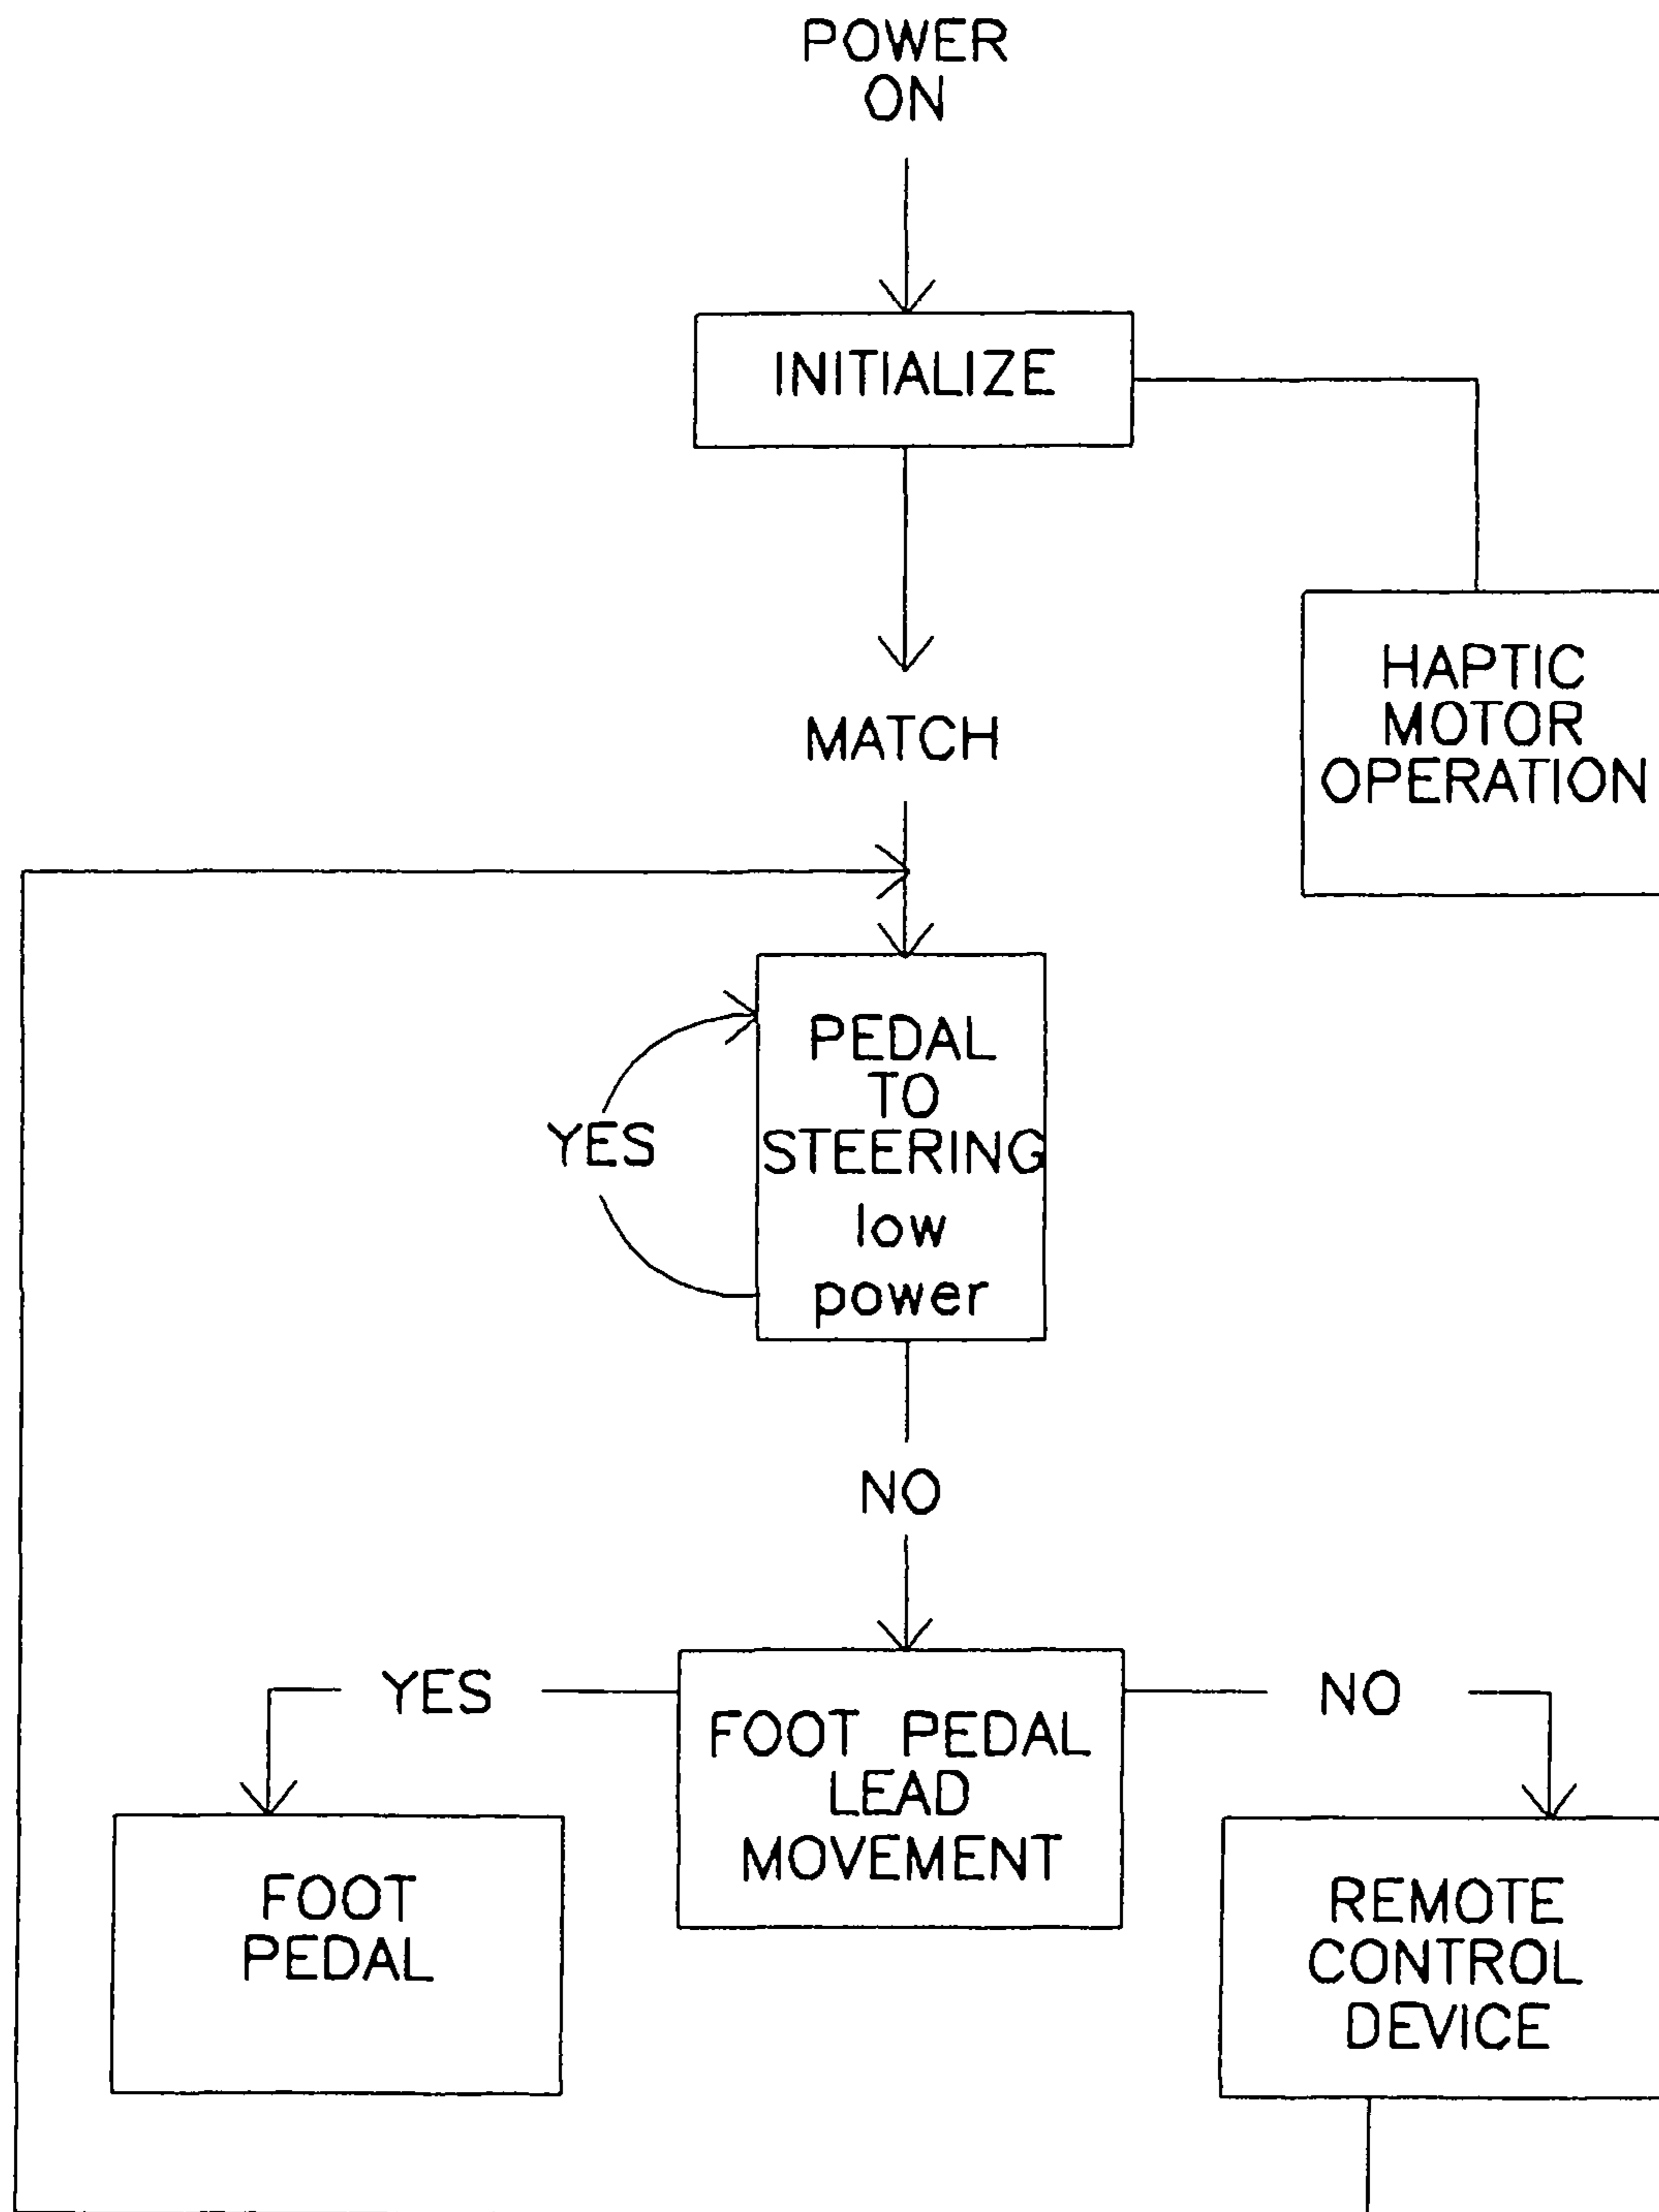 POWER
ON
INITIALIZE
HAPTIC
MOTOR
OPERATION
MATCH
PEDAL
TO
STEERING
low
power
YES
NO
YES
FOOT PEDAL
LEAD
MOVEMENT
NO
FOOT
PEDAL
REMOTE
CONTROL
DEVICE